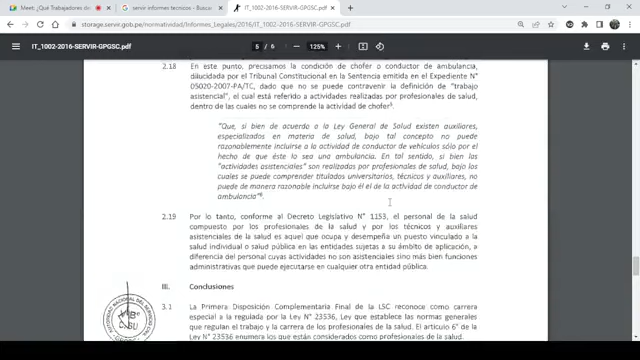 Meet: ¿Qué Trabajadores d
servir informes tecnicos - Buscar
IT_1002-2016-SERVIR-GPGSC.pdf
storage.servir.gob.pe/normatividad/Informes_Legales/2016/IT_1002-2016-SERVIR-GPGSC.pdf
IT_1002-2016-SERVIR-GPGSC.pdf
5 / 6
125%
2.18 En este punto, precisamos la condición de chofer o conductor de ambulancia,
dilucidada por el Tribunal Constitucional en la Sentencia emitida en el Expediente N°
05020-2007-PA/TC, dado que no se puede contravenir la definición de "trabajo
asistencial", el cual está referido a actividades realizadas por profesionales de salud,
dentro de las cuales no se comprende la actividad de chofer
"Que, si bien de acuerdo a la Ley General de Salud existen auxiliares,
especializados en materia de salud, bajo tal concepto no puede
razonablemente incluirse a la actividad de conductor de vehículos sólo por el
hecho de que éste lo sea una ambulancia. En tal sentido, si bien las
"actividades asistenciales" son realizadas por profesionales de salud, bajo los
cuales se puede comprender titulados universitarios, técnicos y auxiliares, no
puede de manera razonable incluirse bajo él el de la actividad de conductor de
ambulancia"
2.19 Por lo tanto, conforme al Decreto Legislativo N° 1153, el personal de la salud
compuesto por los profesionales de la salud y por los técnicos y auxiliares
asistenciales de la salud es aquel que ocupa y desempeña un puesto vinculado a la
salud individual o salud pública en las entidades sujetas a su ámbito de aplicación, a
diferencia del personal cuyas actividades no son asistenciales sino más bien funciones
administrativas que puede ejecutarse en cualquier otra entidad pública.
III. Conclusiones
3.1 La Primera Disposición Complementaria Final de la LSC reconoce como carrera
especial a la regulada por la Ley N° 23536, Ley que establece las normas generales
que regulan el trabajo y la carrera de los profesionales de la salud. El artículo 6° de la
Ley N° 23536 enumera los que están considerados como profesional de la salud.